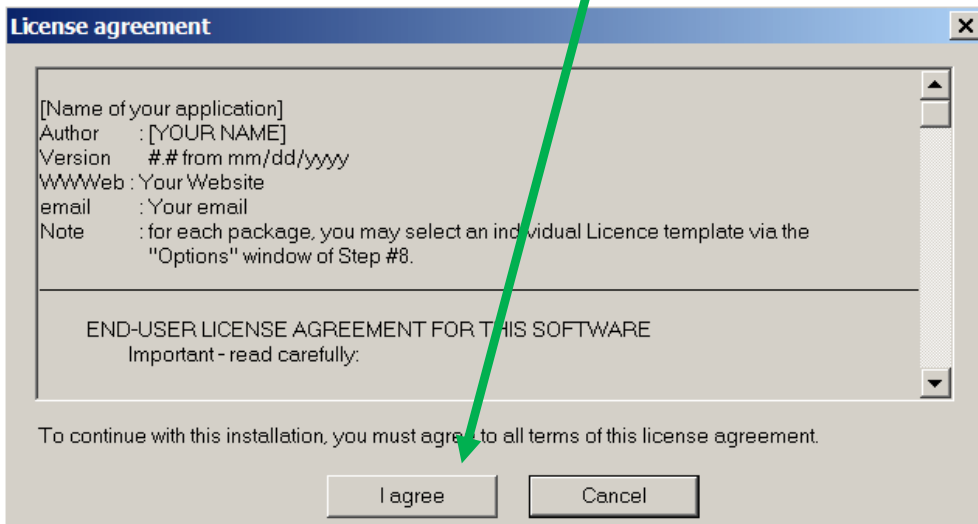 License agreement
[Name of your application]
Author : [YOUR NAME]
Version #.# from mm/dd/yyyy
WWWeb : Your Website
email : Your email
Note : for each package, you may select an individual Licence template via the
"Options" window of Step #8.
END-USER LICENSE AGREEMENT FOR THIS SOFTWARE
Important - read carefully:
To continue with this installation, you must agree to all terms of this license agreement.
I agree
Cancel